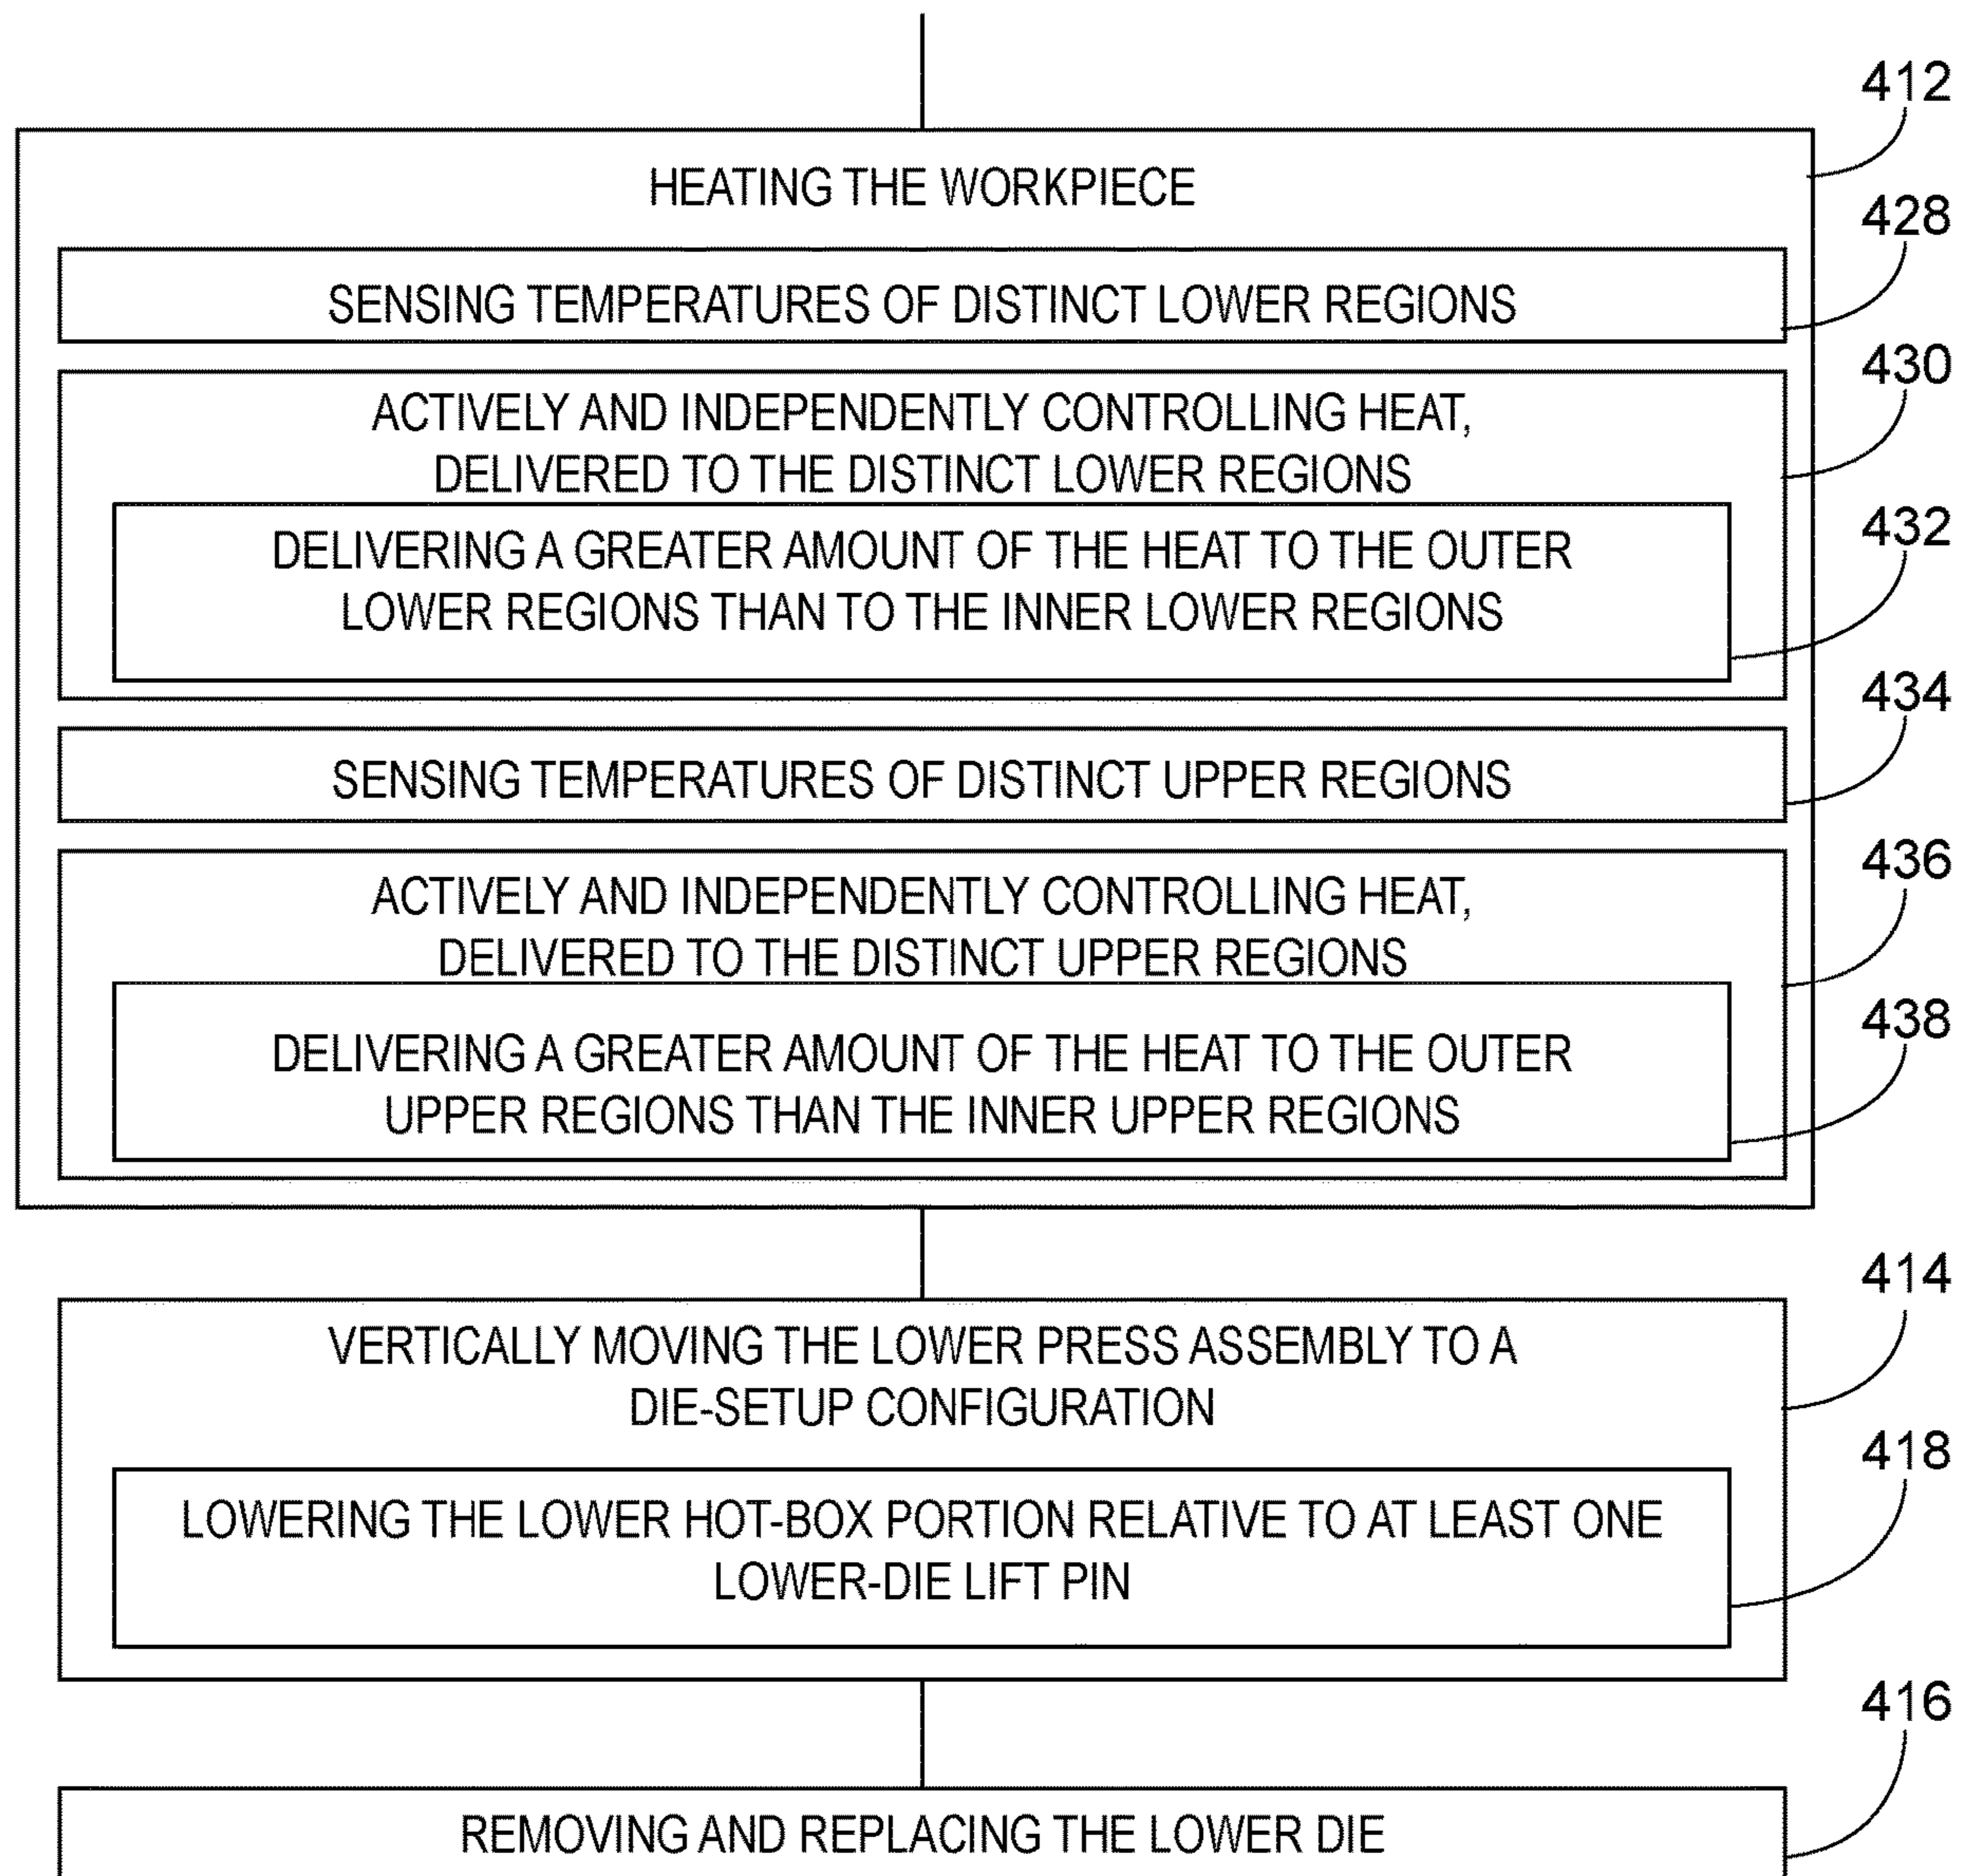 412
HEATING THE WORKPIECE
428
SENSING TEMPERATURES OF DISTINCT LOWER REGIONS
430
ACTIVELY AND INDEPENDENTLY CONTROLLING HEAT,
DELIVERED TO THE DISTINCT LOWER REGIONS
432
DELIVERING A GREATER AMOUNT OF THE HEAT TO THE OUTER
LOWER REGIONS THAN TO THE INNER LOWER REGIONS
434
SENSING TEMPERATURES OF DISTINCT UPPER REGIONS
436
ACTIVELY AND INDEPENDENTLY CONTROLLING HEAT,
DELIVERED TO THE DISTINCT UPPER REGIONS
438
DELIVERING A GREATER AMOUNT OF THE HEAT TO THE OUTER
UPPER REGIONS THAN THE INNER UPPER REGIONS
414
VERTICALLY MOVING THE LOWER PRESS ASSEMBLY TO A
DIE-SETUP CONFIGURATION
418
LOWERING THE LOWER HOT-BOX PORTION RELATIVE TO AT LEAST ONE
LOWER-DIE LIFT PIN
416
REMOVING AND REPLACING THE LOWER DIE